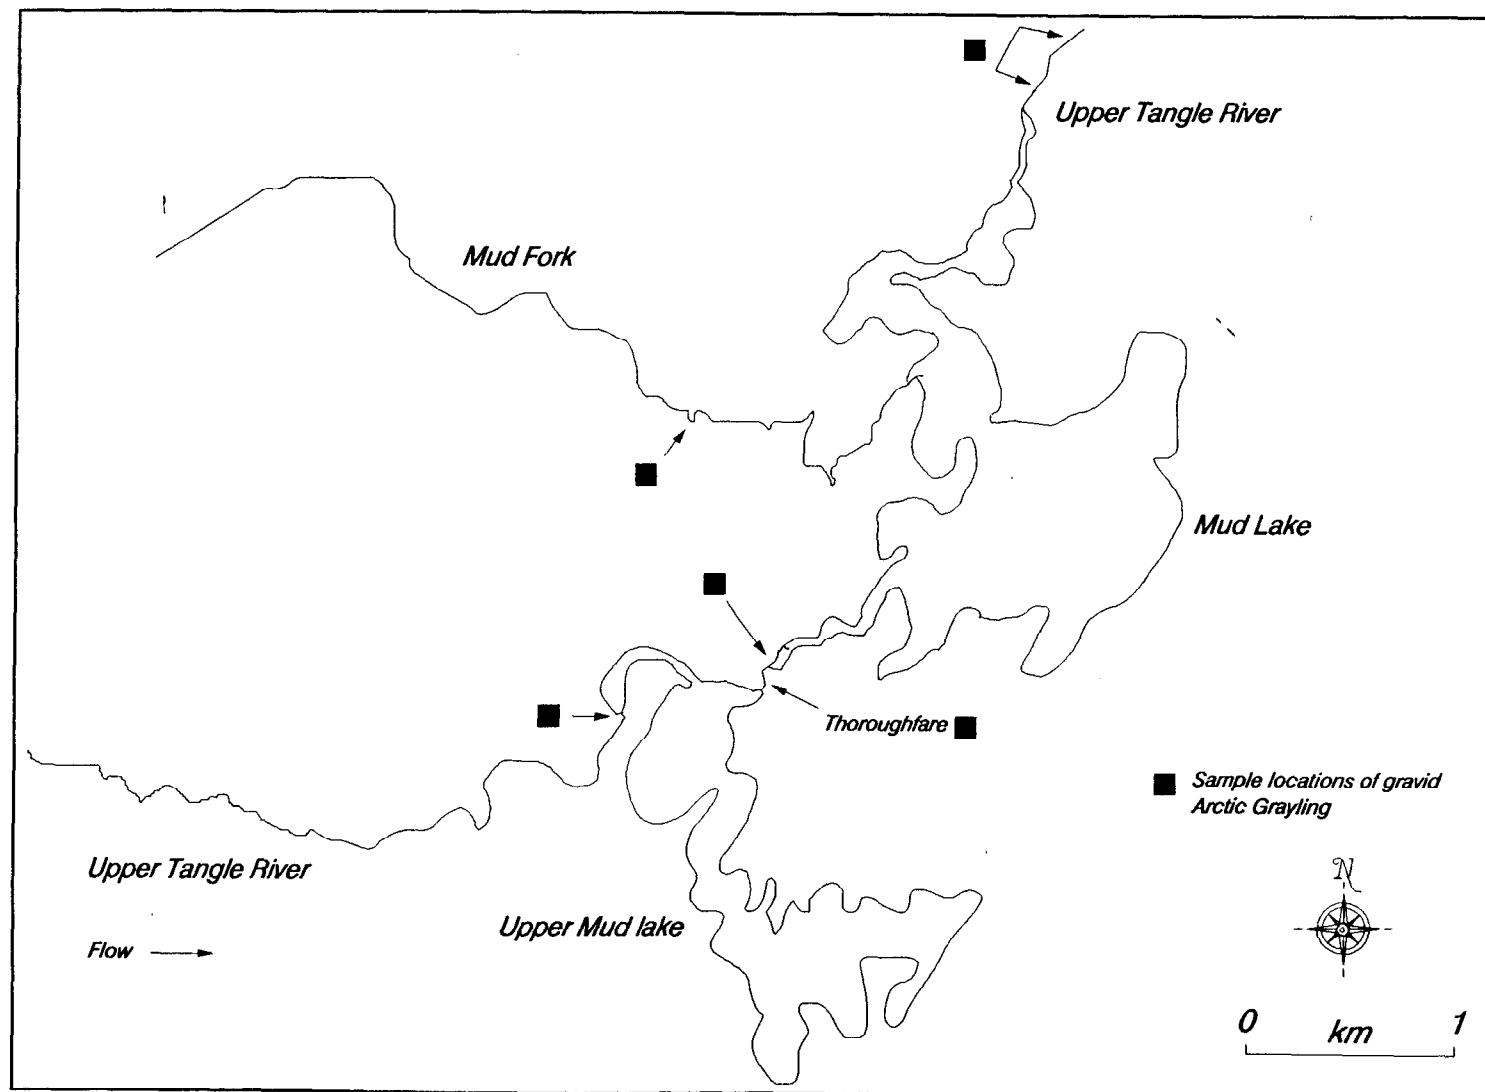 Upper Tangle River
Mud Fork
Mud Lake
Thoroughfare
Sample locations of gravid
Arctic Grayling
Upper Tangle River
Upper Mud lake
N
Flow
0 km 1